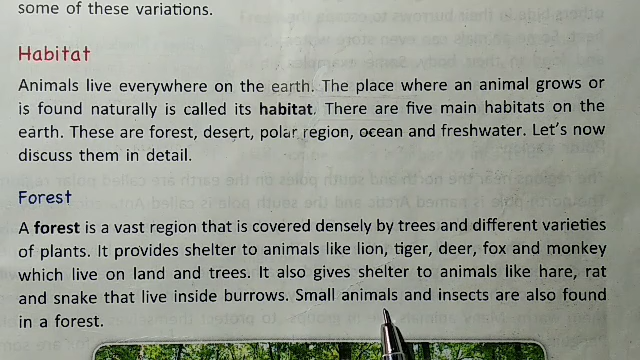 some of these variations.
Habitat
Animals live everywhere on the earth. The place where an animal grows or
is found naturally is called its habitat. There are five main habitats on the
earth. These are forest, desert, polar region, ocean and freshwater. Let's now
discuss them in detail.
Forest
A forest is a vast region that is covered densely by trees and different varieties
of plants. It provides shelter to animals like lion, tiger, deer, fox and monkey
which live on land and trees. It also gives shelter to animals like hare, rat
and snake that live inside burrows. Small animals and insects are also found
in a forest.